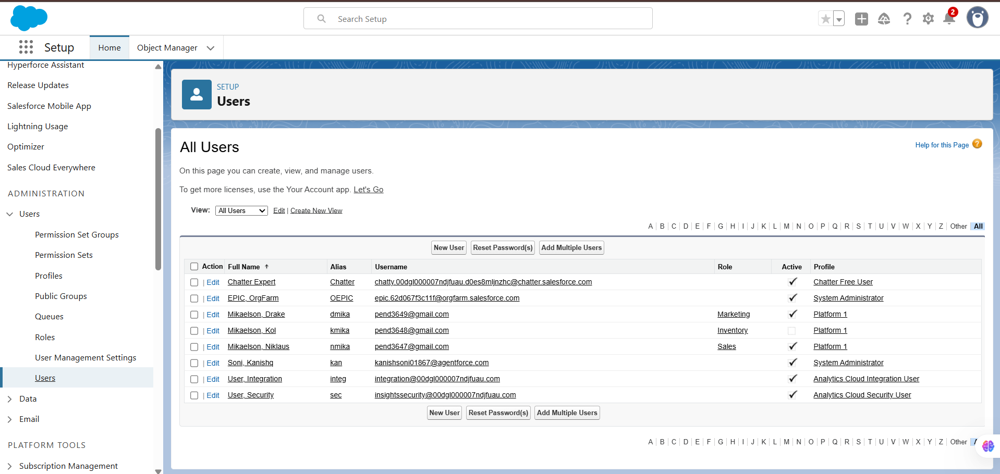 Search Setup
2
Setup
Home
Object Manager
Hyperforce Assistant
Release Updates
Salesforce Mobile App
Lightning Usage
Optimizer
Sales Cloud Everywhere
ADMINISTRATION
Users
Permission Set Groups
Permission Sets
Profiles
Public Groups
Queues
Roles
User Management Settings
Users
Data
Email
PLATFORM TOOLS
Subscription Management
SETUP
Users
All Users
Help for this Page ?
On this page you can create, view, and manage users.
To get more licenses, use the Your Account app. Let's Go
View: All Users Edit | Create New View
A | B | C | D | E | F | G | H | I | J | K | L | M | N | O | P | Q | R | S | T | U | V | W | X | Y | Z | Other | All
New User Reset Password(s) Add Multiple Users
Action Full Name ↑ Alias Username Role Active Profile
| Edit Chatter Expert Chatter chatty.00dgl000007ndjfuau.d0es8mljnzhc@chatter.salesforce.com Chatter Free User
| Edit EPIC, OrgFarm OEPIC epic.62d067f3c11f@orgfarm.salesforce.com System Administrator
| Edit Mikaelson, Drake dmika pend3649@gmail.com Marketing Platform 1
| Edit Mikaelson, Kol kmika pend3648@gmail.com Inventory Platform 1
| Edit Mikaelson, Niklaus nmika pend3647@gmail.com Sales Platform 1
| Edit Soni, Kanishq kan kanishsoni01867@agentforce.com System Administrator
| Edit User, Integration integ integration@00dgl000007ndjfuau.com Analytics Cloud Integration User
| Edit User, Security sec insightssecurity@00dgl000007ndjfuau.com Analytics Cloud Security User
New User Reset Password(s) Add Multiple Users
A | B | C | D | E | F | G | H | I | J | K | L | M | N | O | P | Q | R | S | T | U | V | W | X | Y | Z | Other